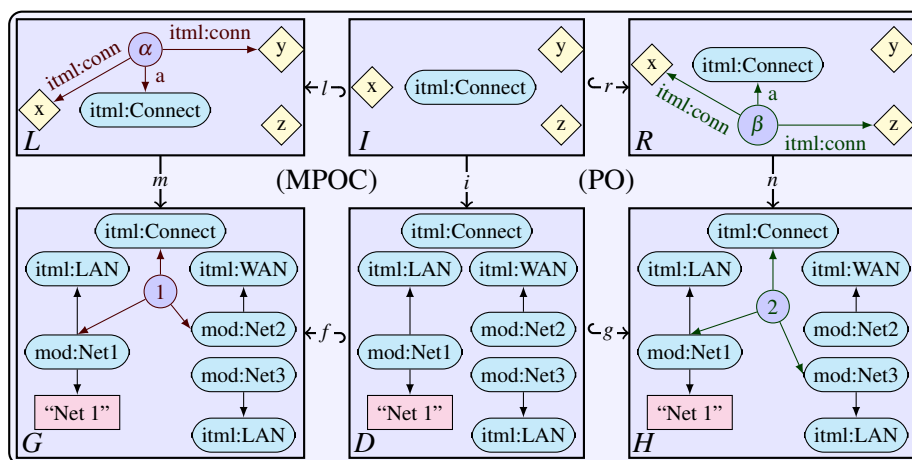 α
itml:conn
y
itml:conn
a
x
itml:Connect
z
L
l
y
x
itml:Connect
z
I
r
y
x
itml:Connect
a
itml:conn
β
z
itml:conn
R
m
(MPOC)
i
(PO)
n
itml:Connect
itml:LAN
itml:WAN
1
mod:Net2
mod:Net1
mod:Net3
“Net 1”
itml:LAN
G
f
itml:Connect
itml:LAN
itml:WAN
mod:Net2
mod:Net1
mod:Net3
“Net 1”
itml:LAN
D
g
itml:Connect
itml:LAN
itml:WAN
2
mod:Net2
mod:Net1
mod:Net3
“Net 1”
itml:LAN
H